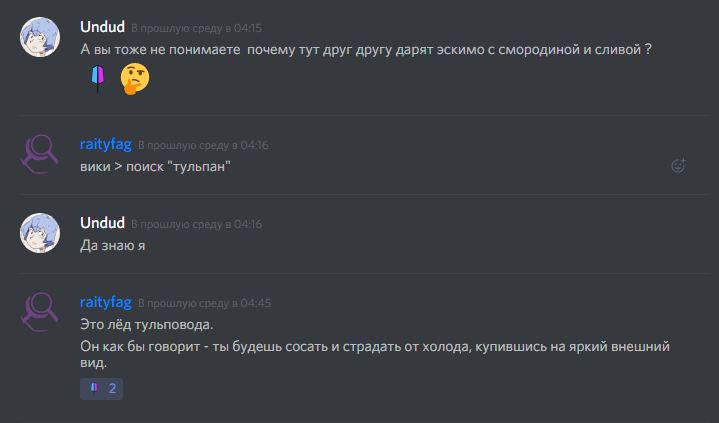 Undud В прошлую среду в 04:15
А вы тоже не понимаете почему тут друг другу дарят эскимо с смородиной и сливой ?
raityfag В прошлую среду в 04:16
вики > поиск "тульпан"
Undud В прошлую среду в 04:16
Да знаю я
raityfag В прошлую среду в 04:45
Это лёд тульповода.
Он как бы говорит - ты будешь сосать и страдать от холода, купившись на яркий внешний
вид.
2